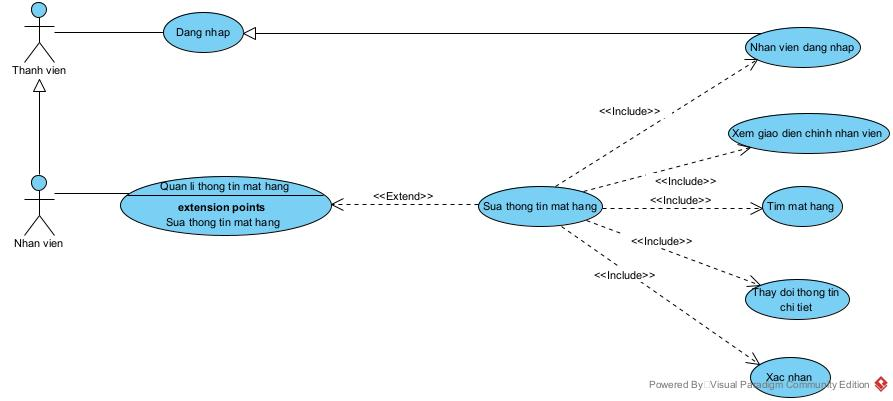 Dang nhap
Nhan vien dang nhap
Thanh vien
<<Include>>
Xem giao dien chinh nhan vien
<<Include>>
Quan li thong tin mat hang
extension points
Sua thong tin mat hang
<<Extend>>
Sua thong tin mat hang
<<Include>>
Tim mat hang
Nhan vien
<<Include>>
<<Include>>
Thay doi thong tin
chi tiet
Xac nhan
Powered By Visual Paradigm Community Edition